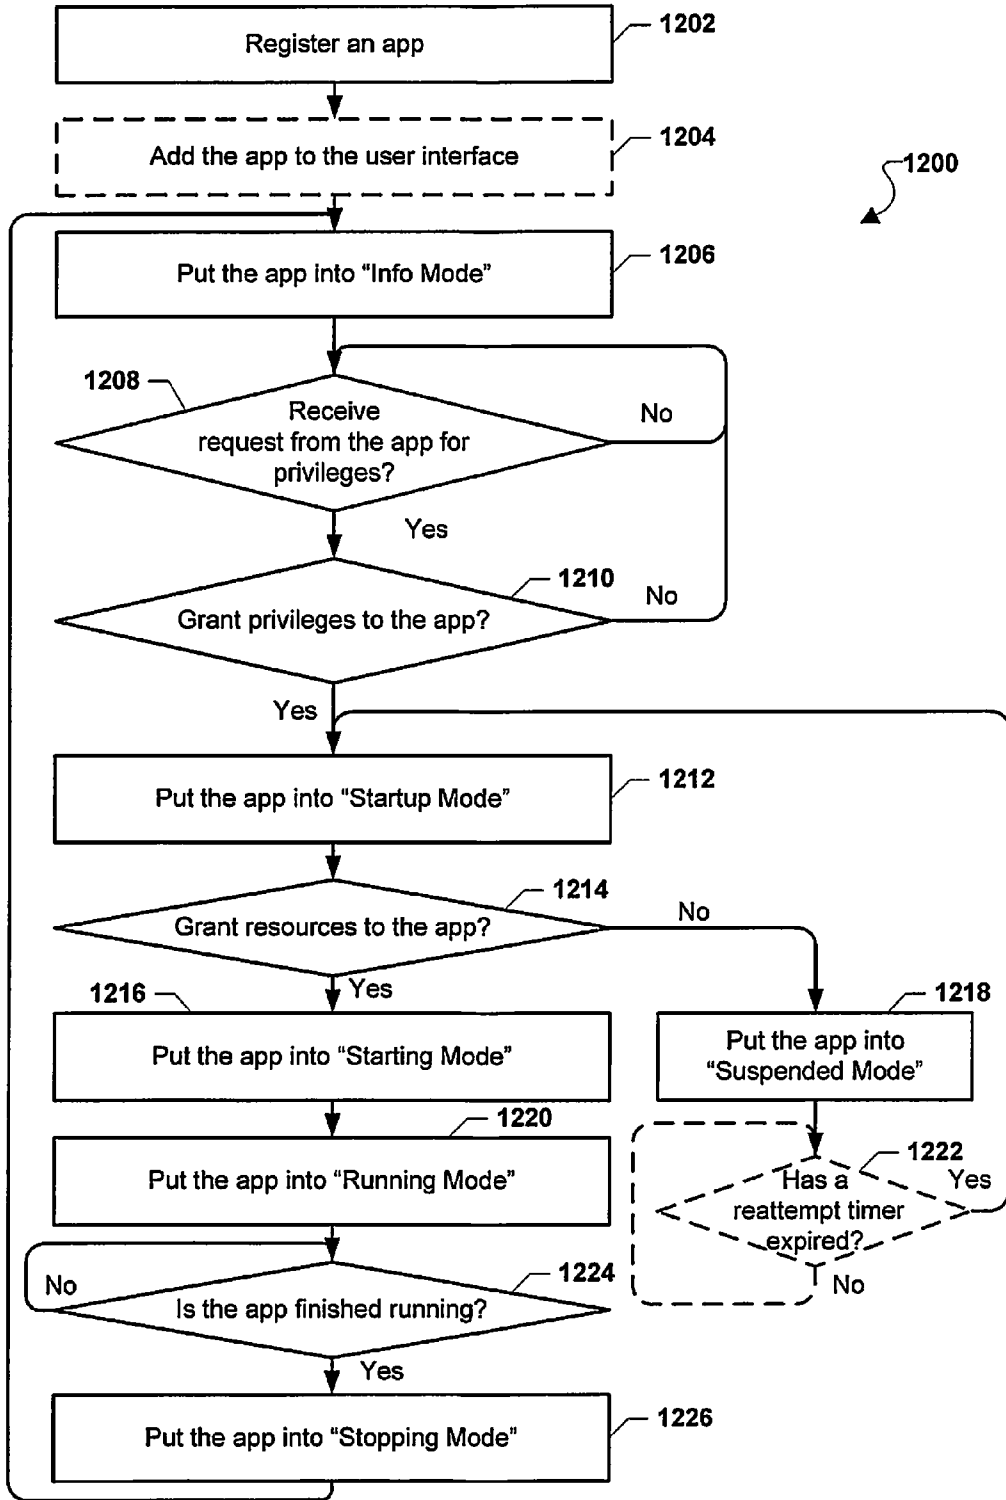 Register an app
1202
Add the app to the user interface
1204
1200
Put the app into “Info Mode”
1206
1208
Receive
request from the app for
privileges?
No
Yes
1210
Grant privileges to the app?
No
Yes
Put the app into “Startup Mode”
1212
1214
Grant resources to the app?
No
Yes
1216
Put the app into “Starting Mode”
1218
Put the app into
“Suspended Mode”
1220
Put the app into “Running Mode”
1222
Has a
reattempt timer
expired?
Yes
No
1224
No
Is the app finished running?
Yes
Put the app into “Stopping Mode”
1226